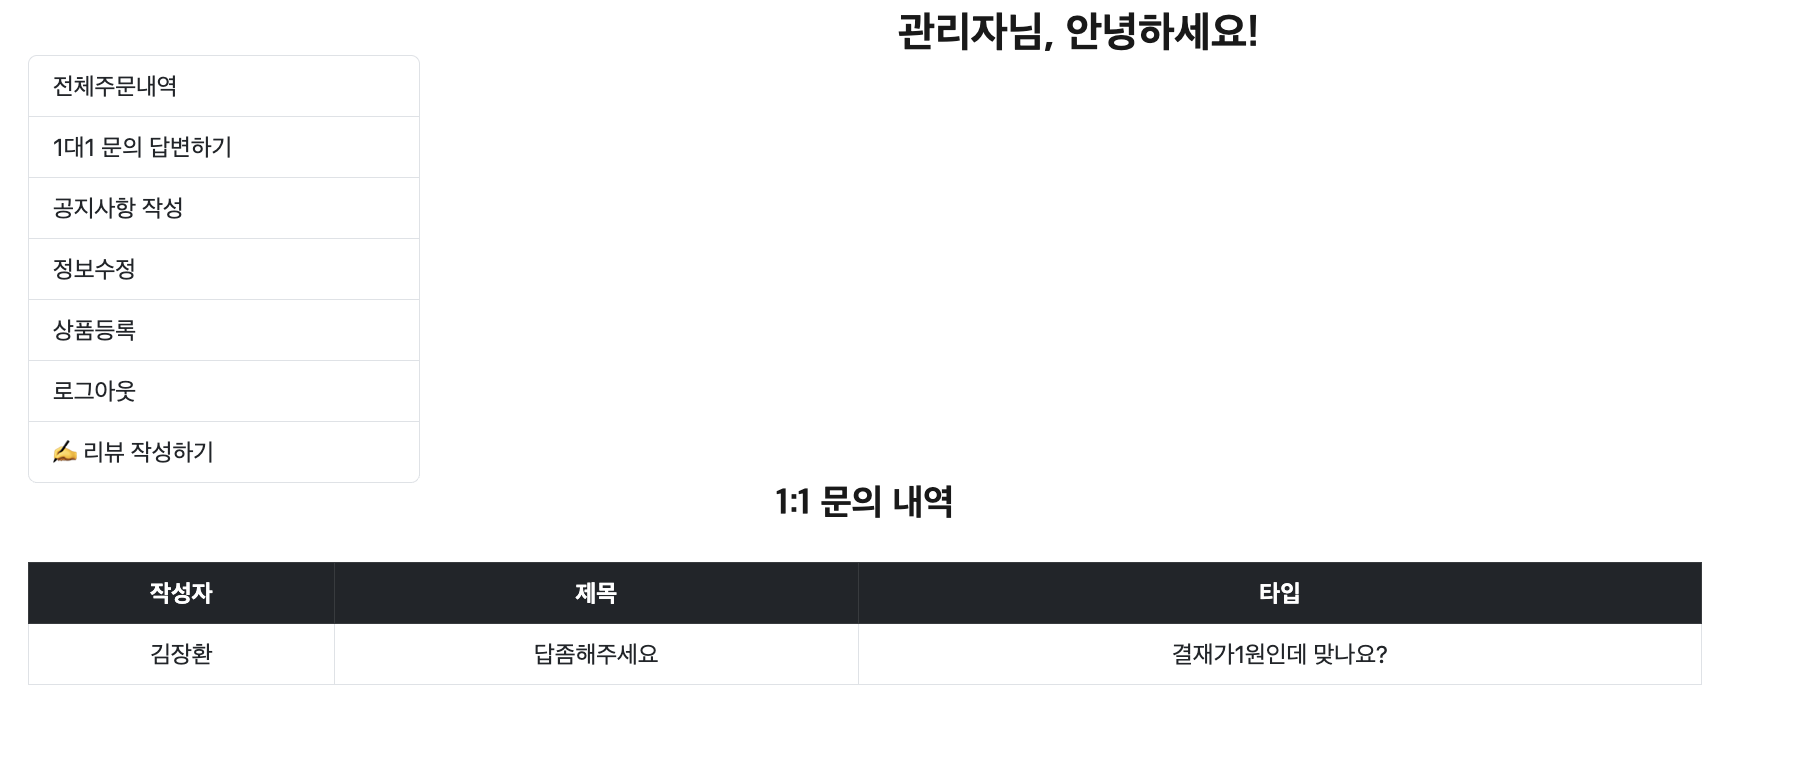 관리자님, 안녕하세요!
전체주문내역
1대1 문의 답변하기
공지사항 작성
정보수정
상품등록
로그아웃
✍️ 리뷰 작성하기
1:1 문의 내역
작성자 제목 타입
김장환 답좀해주세요 결재가1원인데 맞나요?